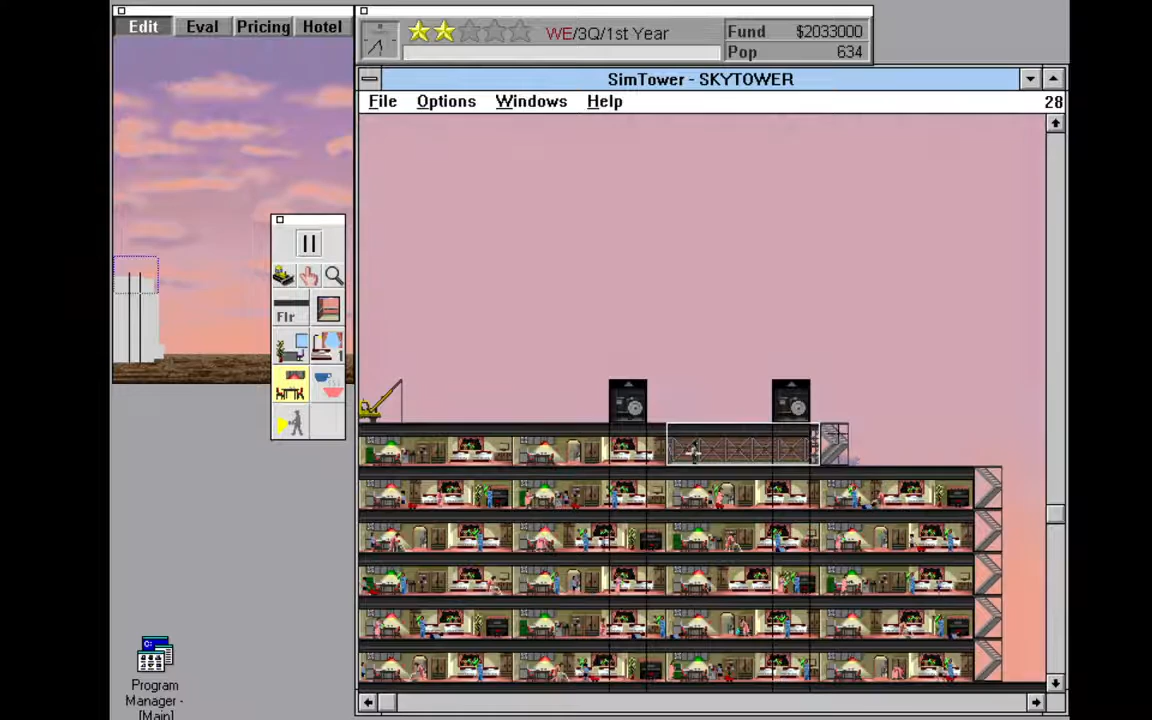 Edit Eval Pricing Hotel
WE/3Q/1st Year
Fund $2033000
Pop 634
SimTower - SKYTOWER
File Options Windows Help
28
Flr
1
C:\
Program
Manager -
[Main]